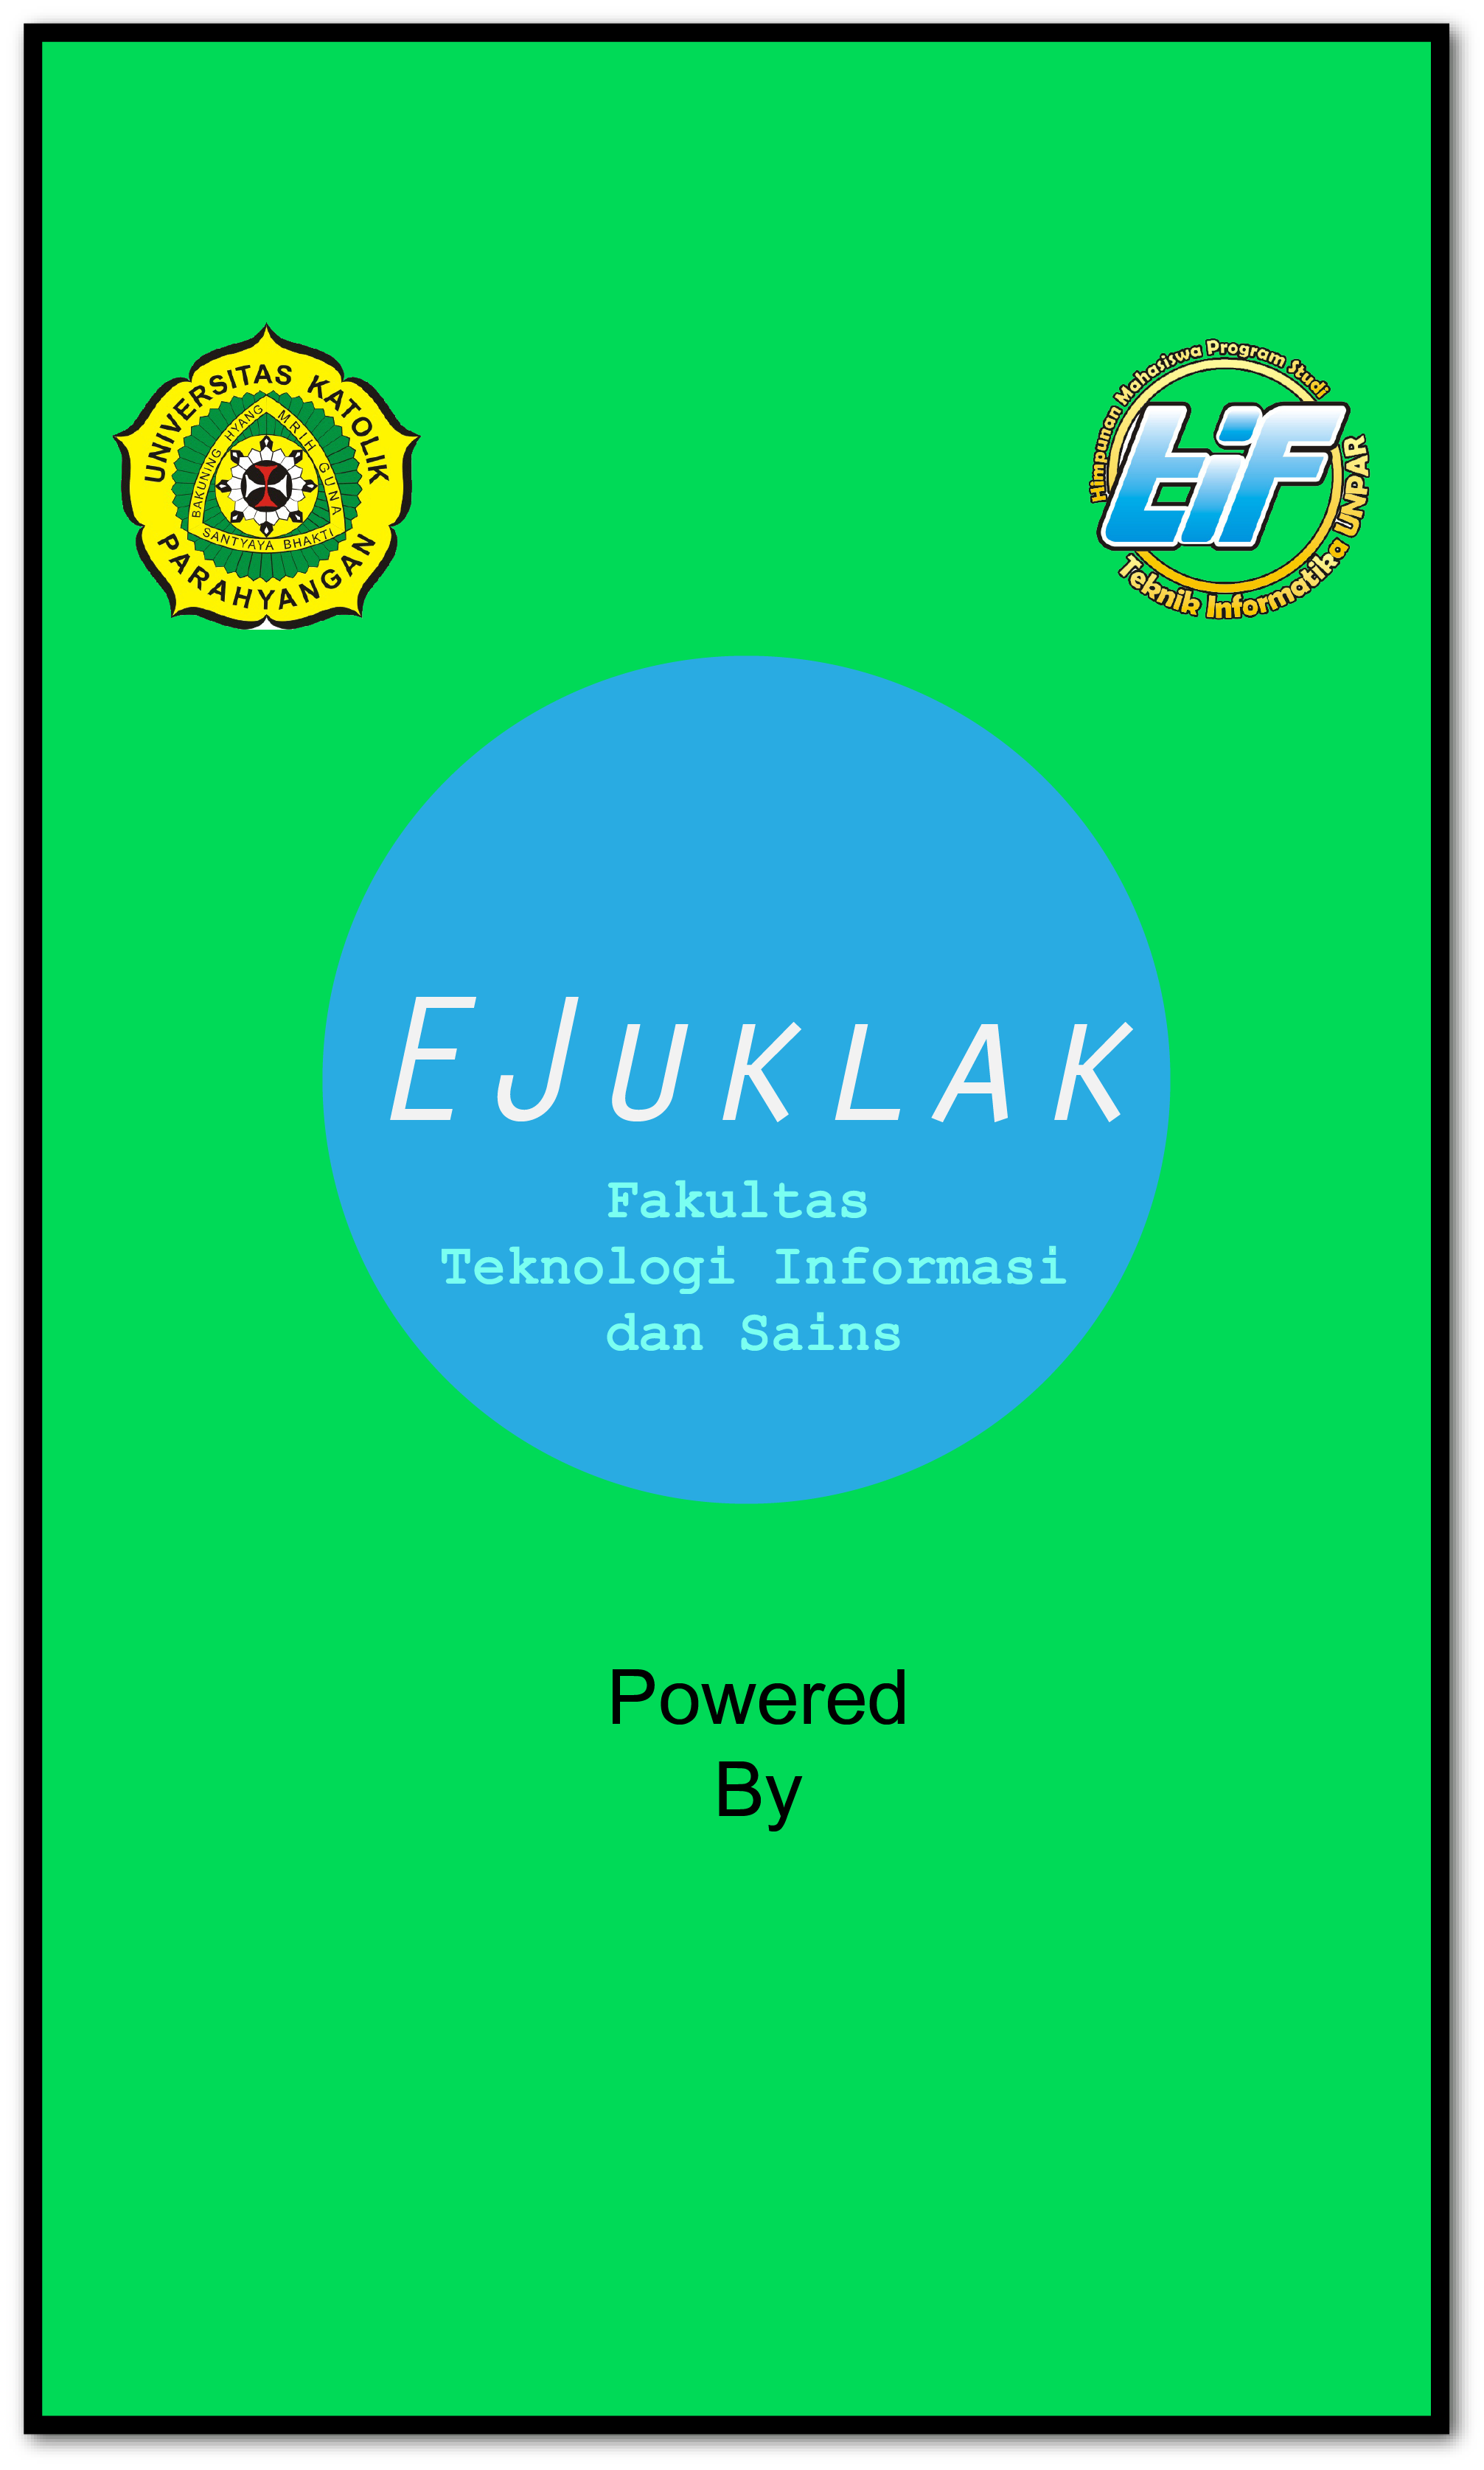 UNIVERSITAS KATOLIK
PARAHYANGAN
BAKUNING HYANG MRIH GUNA
SANTYAYA BHAKTI
Himpunan Mahasiswa Program Studi
tif
Teknik Informatika UNPAR
EJUKLAK
Fakultas
Teknologi Informasi
dan Sains
Powered
By